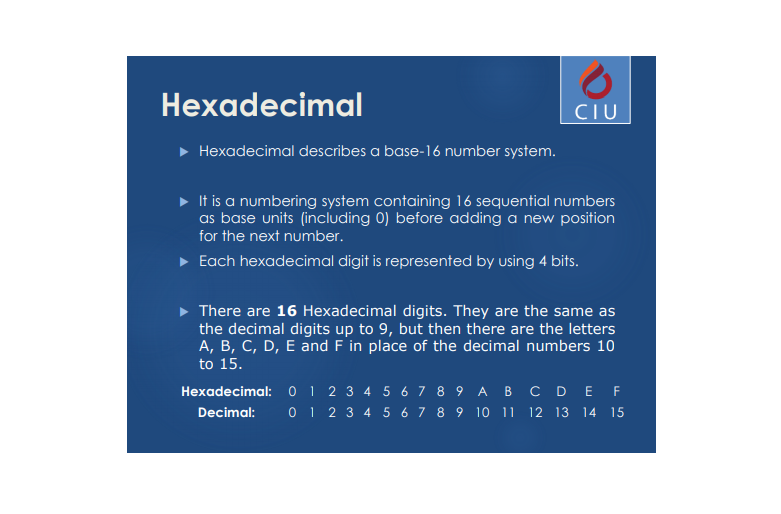 CIU
Hexadecimal
Hexadecimal describes a base-16 number system.
It is a numbering system containing 16 sequential numbers
as base units (including 0) before adding a new position
for the next number.
Each hexadecimal digit is represented by using 4 bits.
There are 16 Hexadecimal digits. They are the same as
the decimal digits up to 9, but then there are the letters
A, B, C, D, E and F in place of the decimal numbers 10
to 15.
Hexadecimal: 0 1 2 3 4 5 6 7 8 9 A B C D E F
Decimal: 0 1 2 3 4 5 6 7 8 9 10 11 12 13 14 15